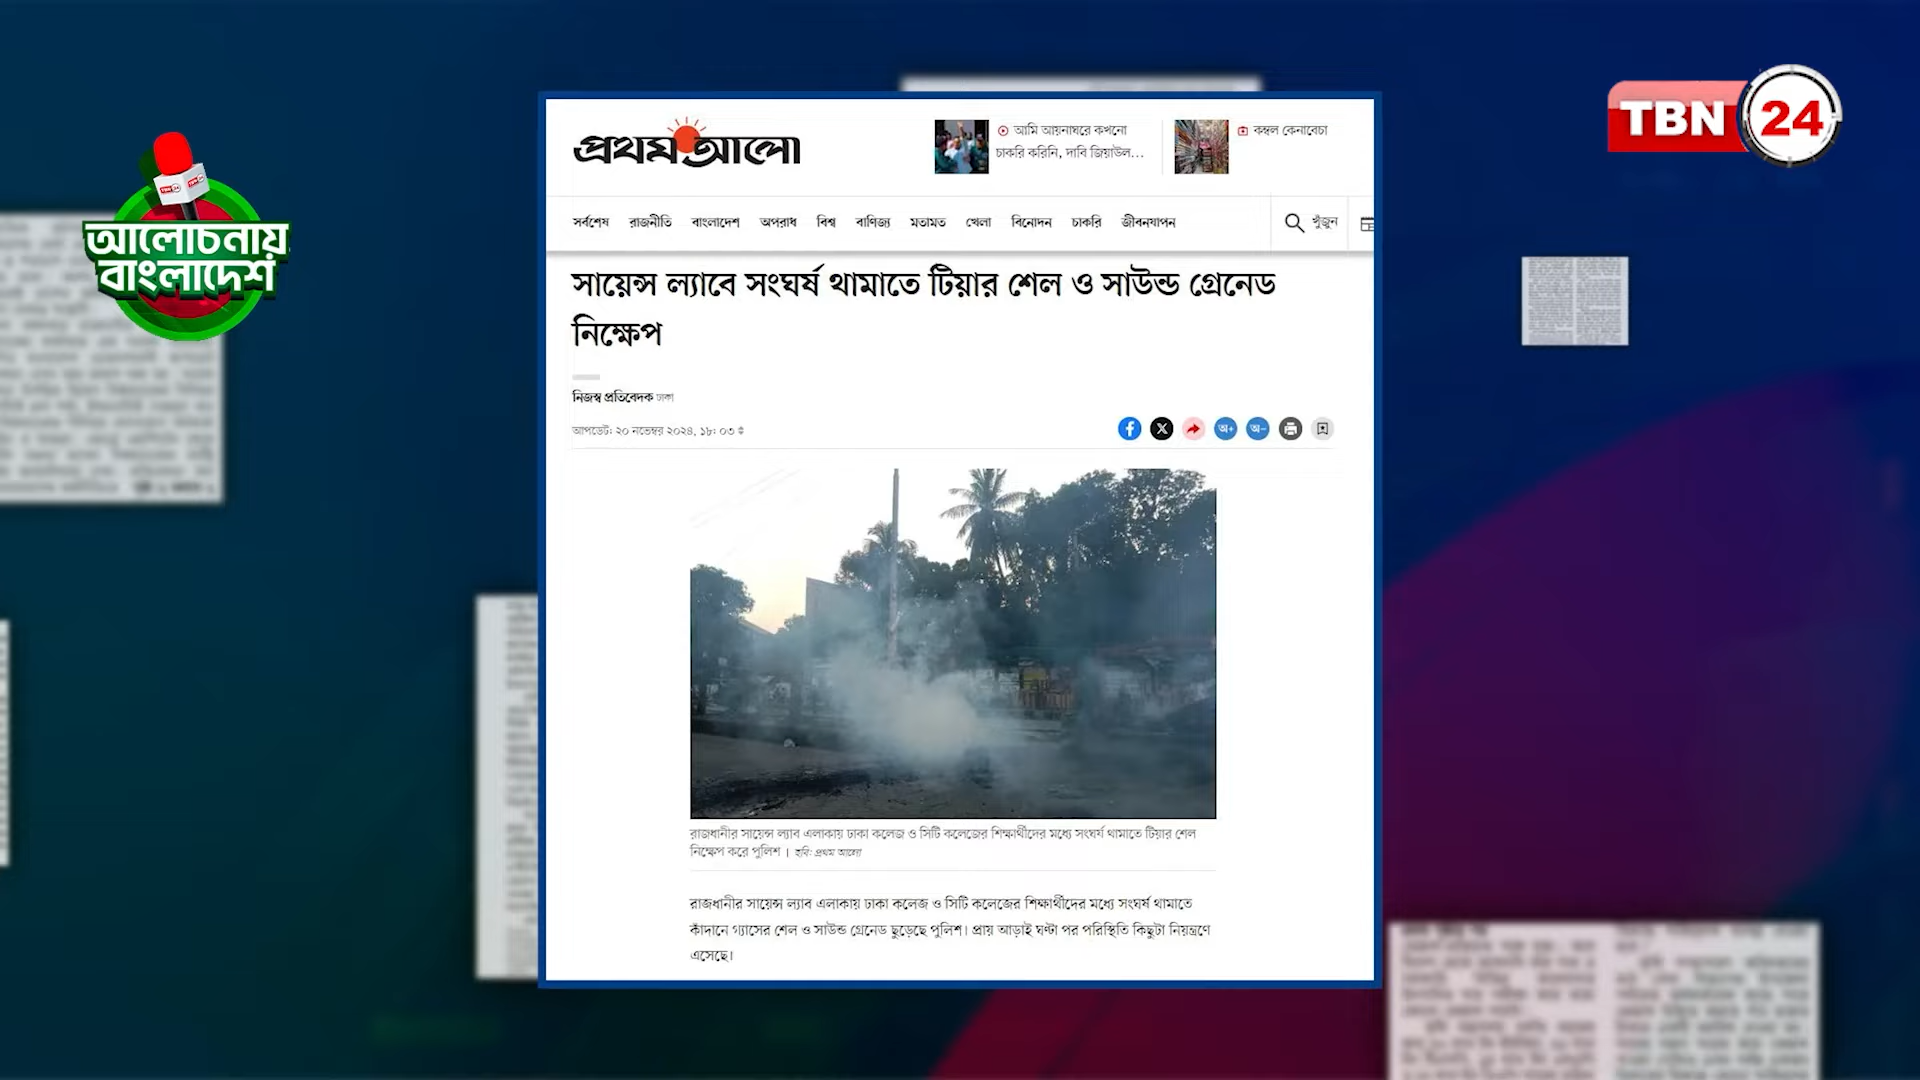 TBN 24
আলোচনায়
বাংলাদেশ
প্রথম আলো
আমি আয়নাঘরে কখনো
চাকরি করিনি, দাবি জিয়াউল...
কম্বল কেনাবেচা
সর্বশেষ রাজনীতি বাংলাদেশ অপরাধ বিশ্ব বাণিজ্য মতামত খেলা বিনোদন চাকরি জীবনযাপন খুঁজুন
সায়েন্স ল্যাবে সংঘর্ষ থামাতে টিয়ার শেল ও সাউন্ড গ্রেনেড
নিক্ষেপ
নিজস্ব প্রতিবেদক ঢাকা
আপডেট: ২০ নভেম্বর ২০২৪, ১৮: ০৩
অ+ অ-
রাজধানীর সায়েন্স ল্যাব এলাকায় ঢাকা কলেজ ও সিটি কলেজের শিক্ষার্থীদের মধ্যে সংঘর্ষ থামাতে টিয়ার শেল
নিক্ষেপ করে পুলিশ। ছবি: প্রথম আলো
রাজধানীর সায়েন্স ল্যাব এলাকায় ঢাকা কলেজ ও সিটি কলেজের শিক্ষার্থীদের মধ্যে সংঘর্ষ থামাতে
কাঁদানে গ্যাসের শেল ও সাউন্ড গ্রেনেড ছুড়েছে পুলিশ। প্রায় আড়াই ঘণ্টা পর পরিস্থিতি কিছুটা নিয়ন্ত্রণে
এসেছে।